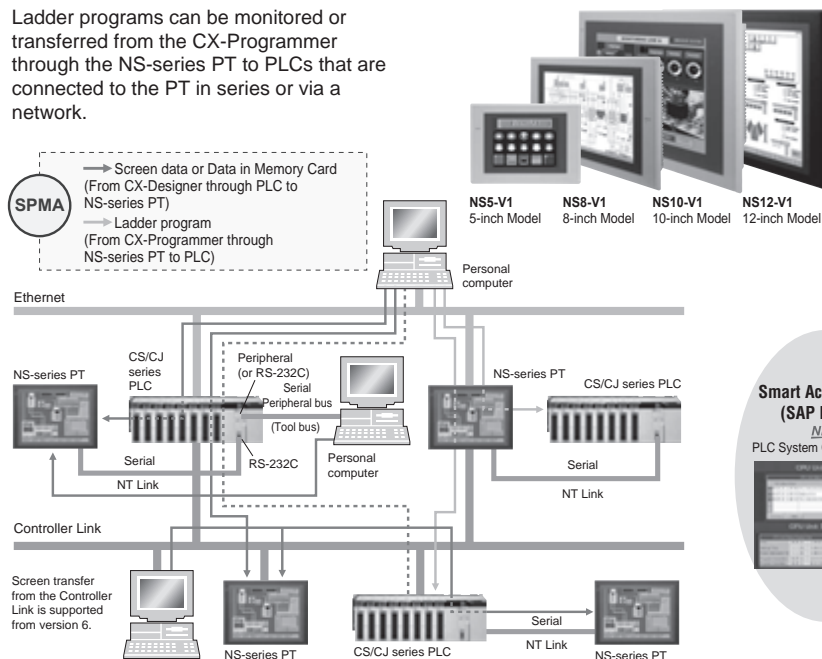 Ladder programs can be monitored or
transferred from the CX-Programmer
through the NS-series PT to PLCs that are
connected to the PT in series or via a
network.
SPMA
Screen data or Data in Memory Card
(From CX-Designer through PLC to
NS-series PT)
Ladder program
(From CX-Programmer through
NS-series PT to PLC)
NS5-V1
5-inch Model
NS8-V1
8-inch Model
NS10-V1
10-inch Model
NS12-V1
12-inch Model
Personal
computer
Ethernet
NS-series PT
CS/CJ
series
PLC
Peripheral
(or RS-232C)
Serial
Peripheral bus
(Tool bus)
Personal
computer
RS-232C
Serial
NT Link
NS-series PT
CS/CJ series PLC
Serial
NT Link
Smart Ac
(SAP
PLC System
CPU Unit
CPU Unit
Controller Link
Screen transfer
from the Controller
Link is supported
from version 6.
NS-series PT
CS/CJ series PLC
Serial
NT Link
NS-series PT